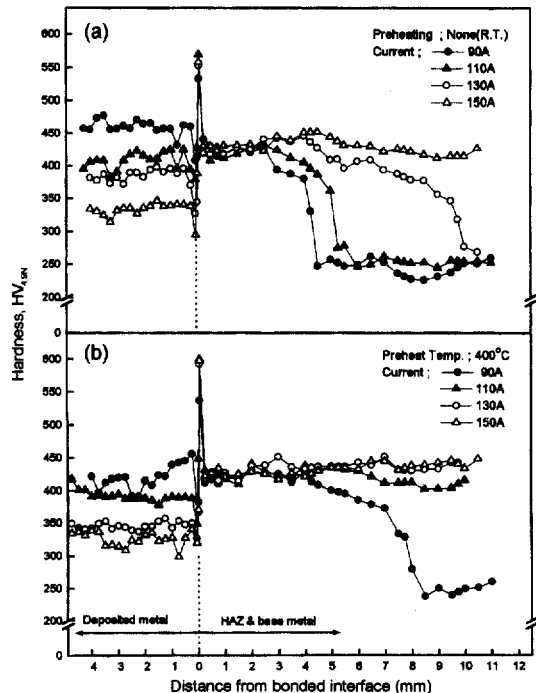 (a)
Preheating ; None(R.T.)
Current ; 90A
110A
130A
150A
600
550
500
450
400
350
300
250
0
Hardness, HV4.9N
(b)
Preheat Temp. ; 400°C
Current ; 90A
110A
130A
150A
600
550
500
450
400
350
300
250
0
Deposited metal
HAZ & base metal
4 3 2 1 0 1 2 3 4 5 6 7 8 9 10 11 12
Distance from bonded interface (mm)